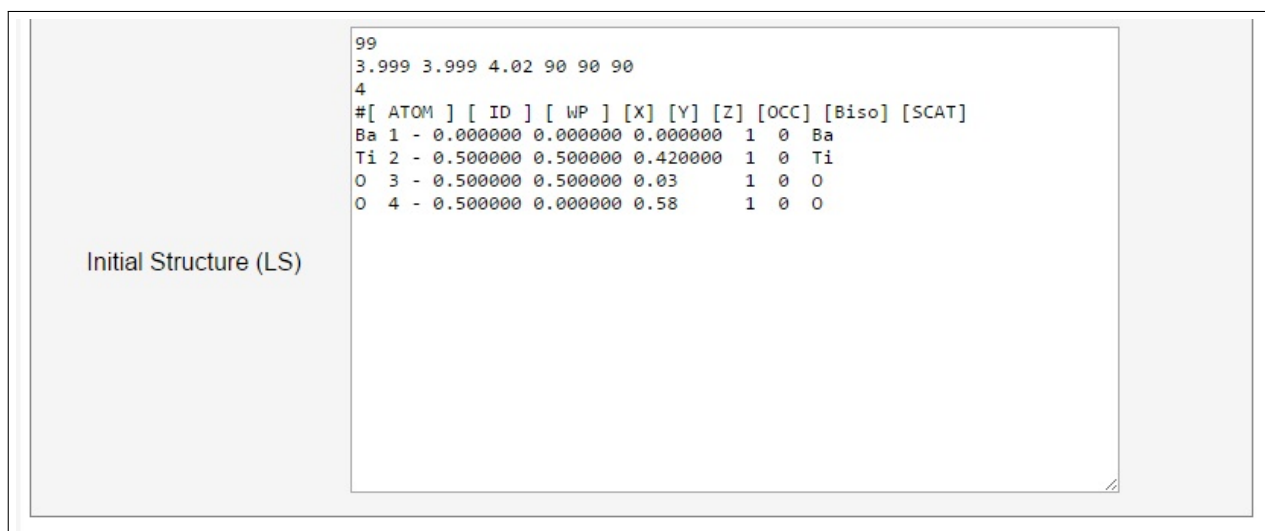 99
3.999 3.999 4.02 90 90 90
4
#[ ATOM ] [ ID ] [ WP ] [X] [Y] [Z] [OCC] [Biso] [SCAT]
Ba 1 - 0.000000 0.000000 0.000000  1  0  Ba
Ti 2 - 0.500000 0.500000 0.420000  1  0  Ti
O  3 - 0.500000 0.500000 0.03      1  0  O
O  4 - 0.500000 0.000000 0.58      1  0  O
Initial Structure (LS)